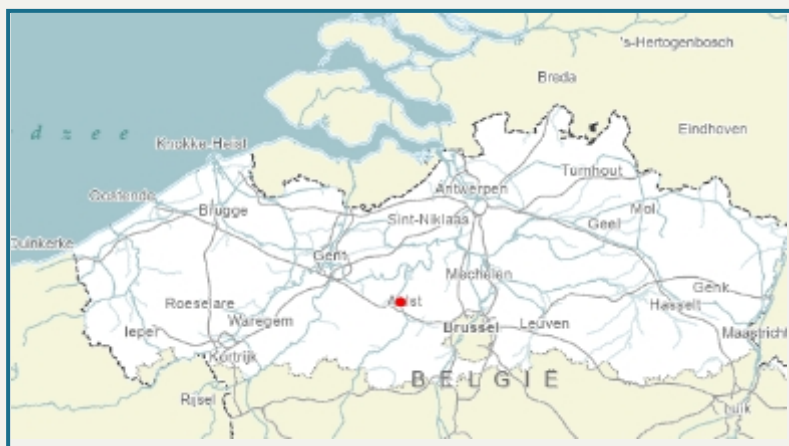 's-Hertogenbosch
Breda
Eindhoven
d z e e
Knokke-Heist
Turnhout
Antwerpen
Oostende
Brugge
Sint-Niklaas
Mol
Geel
Duinkerke
Gent
Mechelen
Genk
Roeselare
Hasselt
Ieper
Waregem
Brussel
Leuven
Maastricht
Kortrijk
BELGIË
Rijsel
Luik